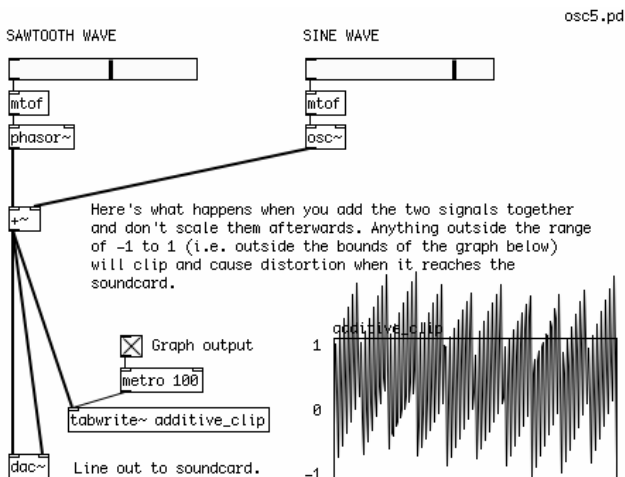 osc5.pd
SAWTOOTH WAVE
SINE WAVE
mtof
mtof
phasor~
osc~
+~
Here's what happens when you add the two signals together
and don't scale them afterwards. Anything outside the range
of -1 to 1 (i.e. outside the bounds of the graph below)
will clip and cause distortion when it reaches the
soundcard.
additive_clip
1
Graph output
metro 100
0
tabwrite~ additive_clip
dac~
Line out to soundcard.
-1